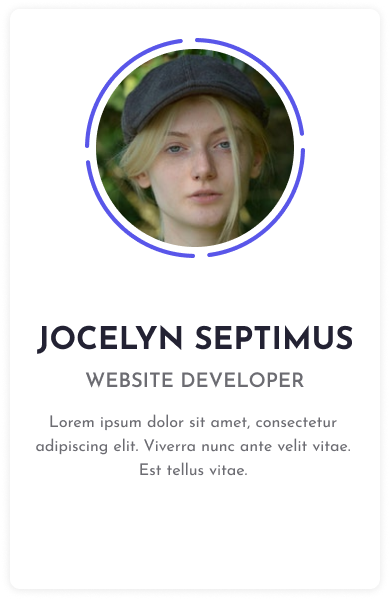 JOCELYN SEPTIMUS
WEBSITE DEVELOPER
Lorem ipsum dolor sit amet, consectetur
adipiscing elit. Viverra nunc ante velit vitae.
Est tellus vitae.